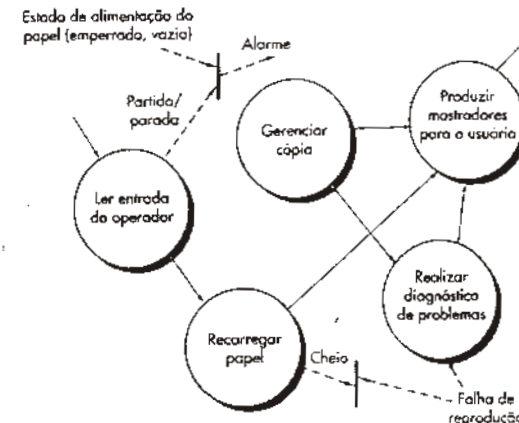 Estado de alimentação do
papel (emperrado, vazio)
Alarme
Partida/
parada
Gerenciar
cópia
Produzir
mostradores
para o usuário
Ler entrada
do operador
Realizar
diagnóstico
de problemas
Recarregar
papel
Cheio
Falha de
reprodução